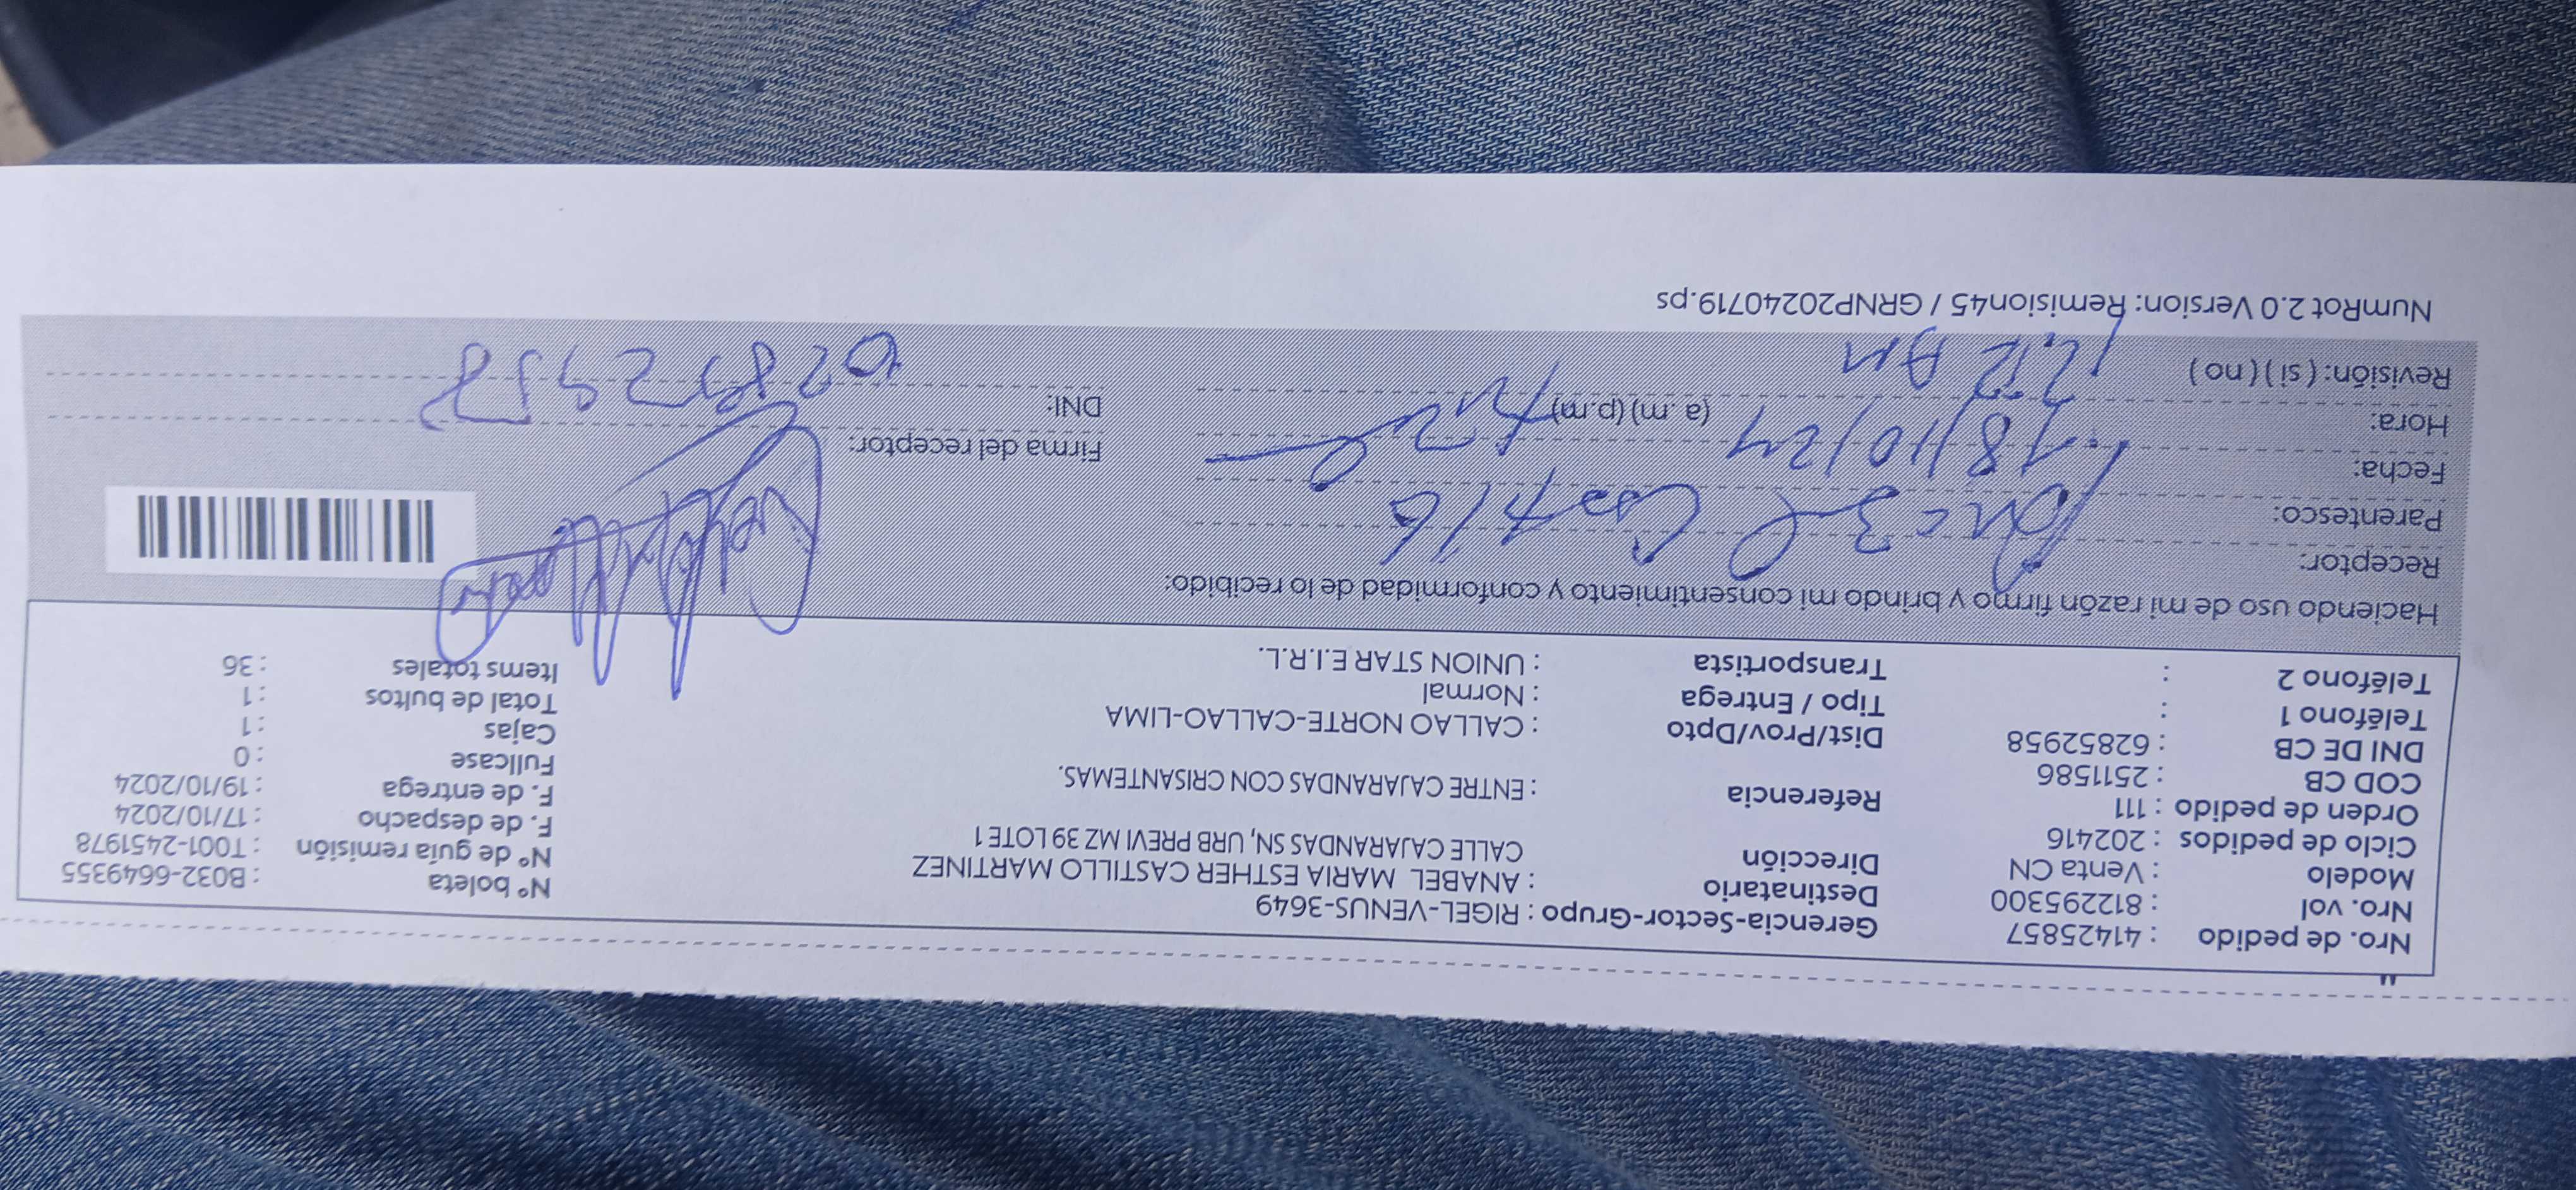 Nro. de pedido : 41425857
Nro. vol : 812295300
Modelo : Venta CN
Ciclo de pedidos : 202416
Orden de pedido : 111
COD CB : 2511586
DNI DE CB : 62852958
Teléfono 1 :
Teléfono 2 :
Gerencia-Sector-Grupo : RIGEL-VENUS-3649
Destinatario : ANABEL MARIA ESTHER CASTILLO MARTINEZ
Dirección CALLE CAJARANDAS SN, URB PREVI MZ 39 LOTE 1
Referencia : ENTRE CAJARANDAS CON CRISANTEMAS.
Dist/Prov/Dpto : CALLAO NORTE-CALLAO-LIMA
Tipo / Entrega : Normal
Transportista : UNION STAR E.I.R.L.
Nº boleta : B032-6649355
Nº de guía remisión : T001-2451978
F. de despacho : 17/10/2024
F. de entrega : 19/10/2024
Fullcase : 0
Cajas : 1
Total de bultos : 1
Items totales : 36
Haciendo uso de mi razón firmo y brindo mi consentimiento y conformidad de lo recibido:
Receptor:
Parentesco:
Fecha: 18/10/24
Hora: (a. m) (p. m)
12:12 AM
Revisión: ( si ) ( no )
Firma del receptor:
DNI:
NumRot 2.0 Version: Remision45 / GRNP20240719.ps